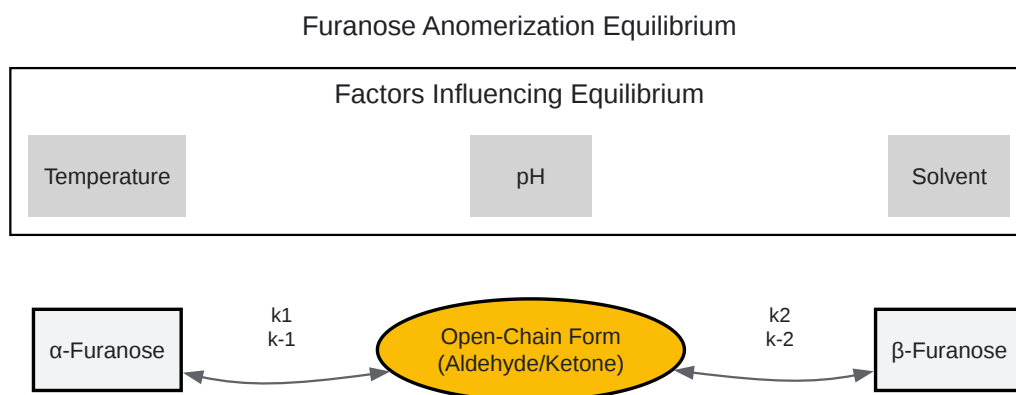 Furanose Anomerization Equilibrium
Factors Influencing Equilibrium
Temperature
pH
Solvent
α-Furanose
k1
k-1
Open-Chain Form
(Aldehyde/Ketone)
k2
k-2
β-Furanose